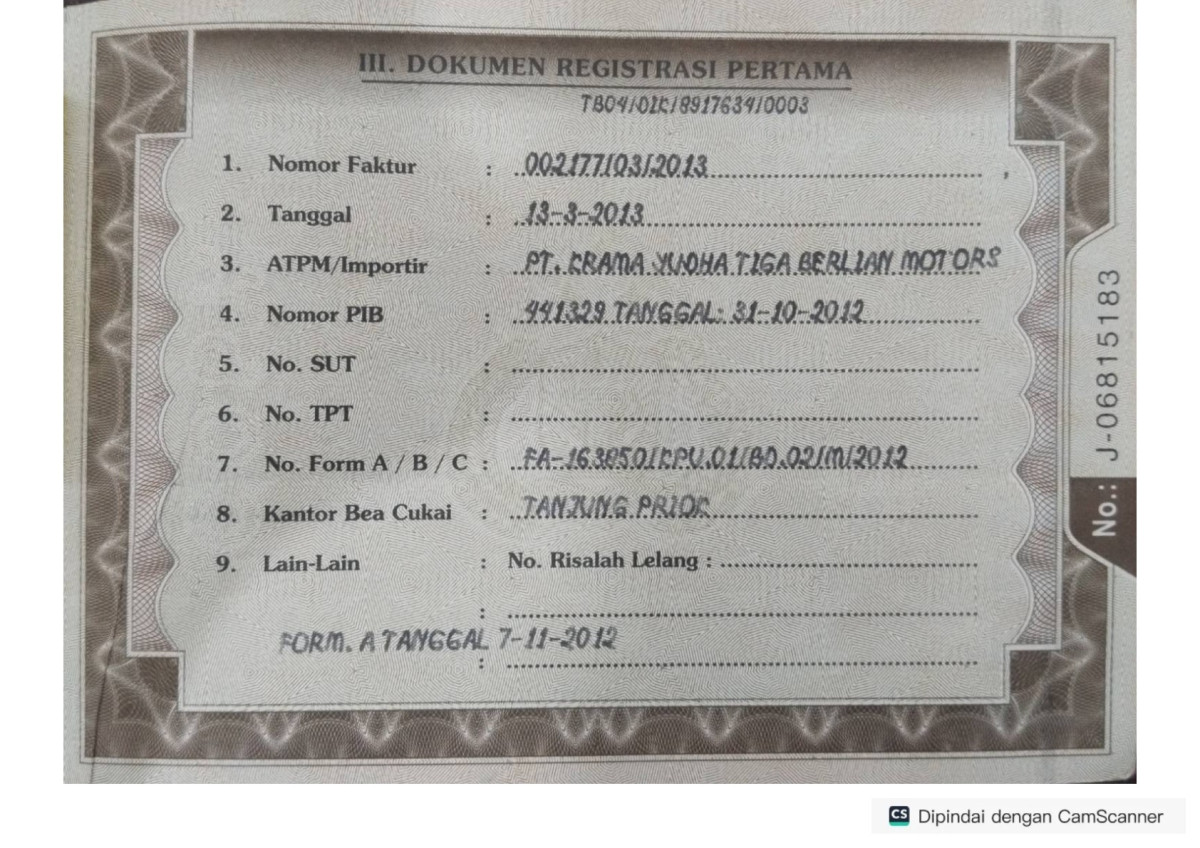 III. DOKUMEN REGISTRASI PERTAMA
TB04/01K/8917634/0003
1. Nomor Faktur : 002177/03/2013
2. Tanggal : 13-3-2013
3. ATPM/Importir : PT. KRAMA YUDHA TIGA BERLIAN MOTORS
4. Nomor PIB : 441329 TANGGAL: 31-10-2012
5. No. SUT :
6. No. TPT :
7. No. Form A / B / C : FA-163850/KPU.01/BD.02/M/2012
8. Kantor Bea Cukai : TANJUNG PRIOK
9. Lain-Lain : No. Risalah Lelang :
:
FORM. A TANGGAL 7-11-2012
:
No.: J-06815183
CS Dipindai dengan CamScanner